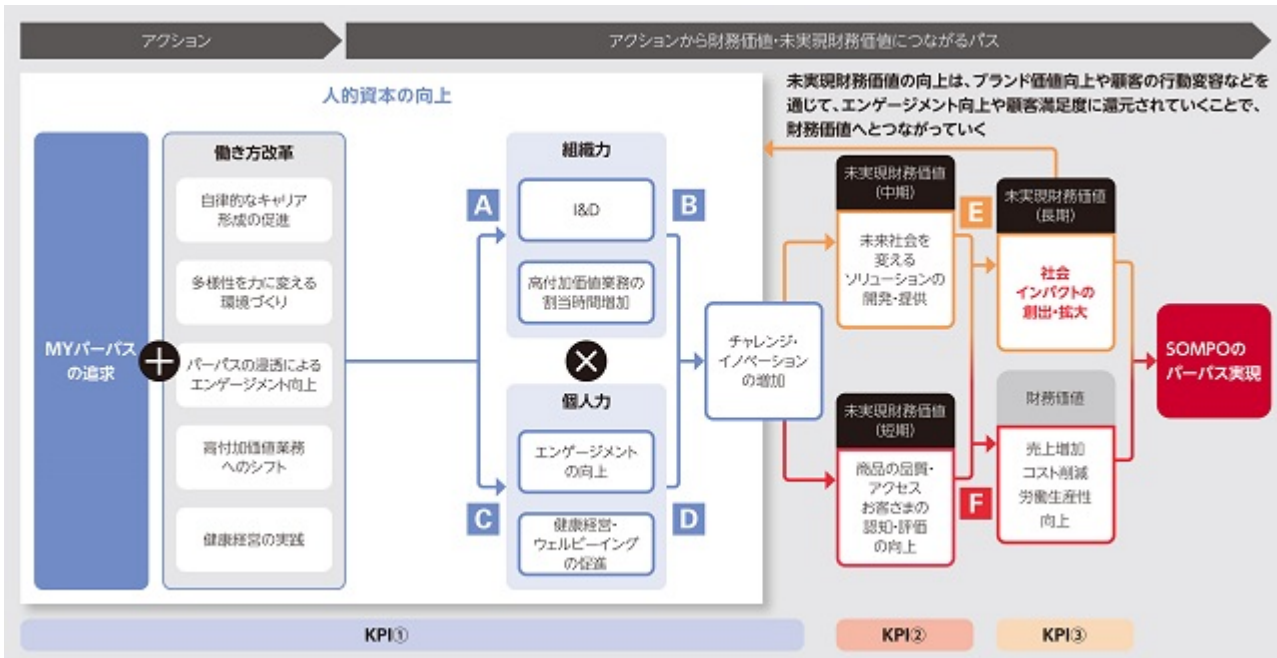 アクション
アクションから財務価値・未実現財務価値につながるパス
人的資本の向上
未実現財務価値の向上は、ブランド価値向上や顧客の行動変容などを
通じて、エンゲージメント向上や顧客満足度に還元されていくことで、
財務価値へとつながっていく
MYパーパス
の追求
+
働き方改革
自律的なキャリア
形成の促進
多様性を力に変える
環境づくり
パーパスの浸透による
エンゲージメント向上
高付加価値業務
へのシフト
健康経営の実践
A
B
C
D
組織力
I&D
高付加価値業務の
割当時間増加
×
個人力
エンゲージメント
の向上
健康経営・
ウェルビーイング
の促進
チャレンジ・
イノベーション
の増加
未実現財務価値
(中期)
未来社会を
変える
ソリューションの
開発・提供
未実現財務価値
(短期)
商品の品質・
アクセス
お客さまの
認知・評価
の向上
E
F
未実現財務価値
(長期)
社会
インパクトの
創出・拡大
財務価値
売上増加
コスト削減
労働生産性
向上
SOMPOの
パーパス実現
KPI①
KPI②
KPI③